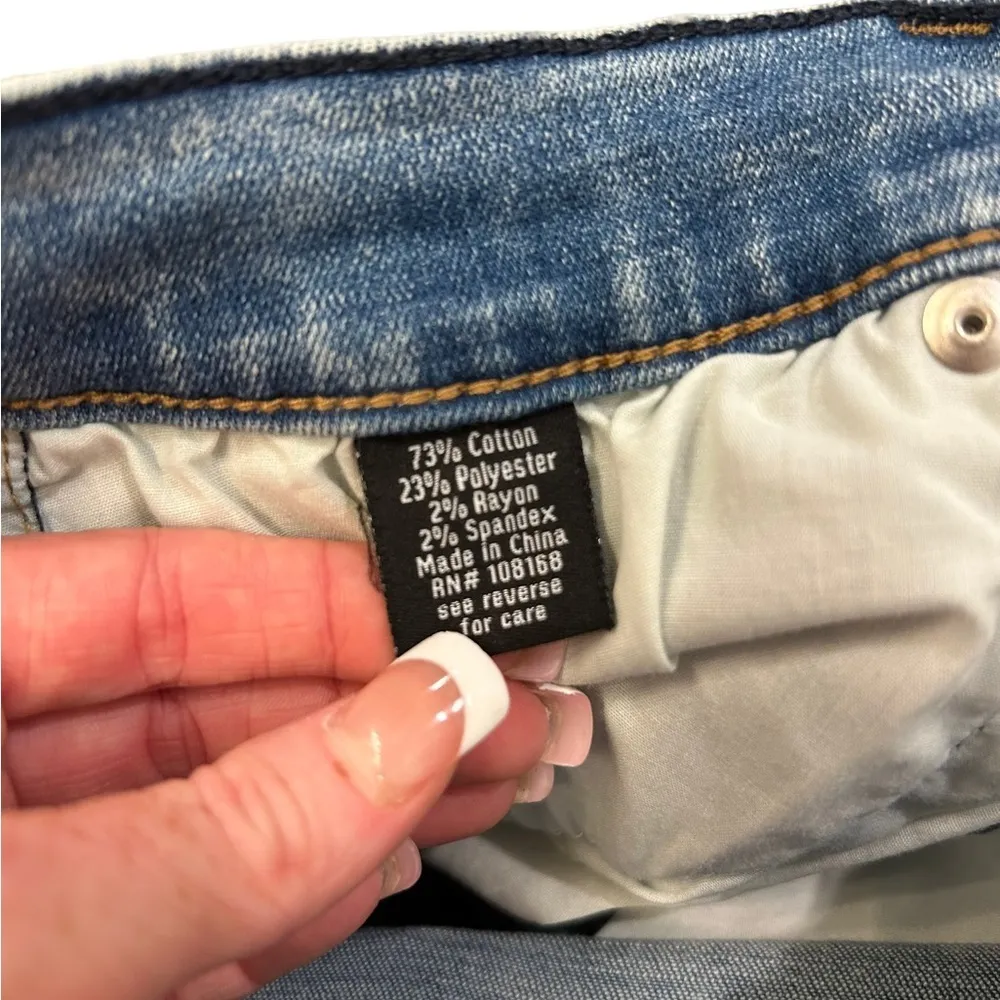 73% Cotton
23% Polyester
2% Rayon
2% Spandex
Made in China
RN# 108168
see reverse
for care